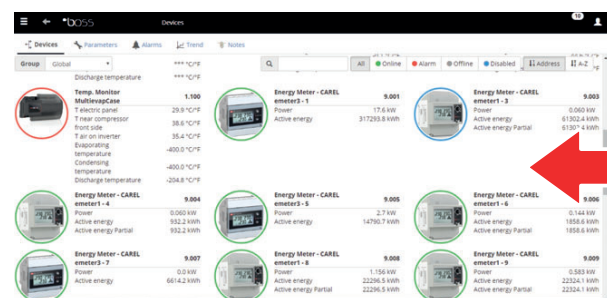 boss
Devices
10
Devices
Parameters
Alarms
Trend
Notes
Group
Global
All
Online
Alarm
Offline
Disabled
Address
A-Z
Discharge temperature *** °C/°F
Temp. Monitor
MultievapCase 1.100
T electric panel 29.9 °C/°F
T near compressor
front side 38.6 °C/°F
T air on inverter 35.4 °C/°F
Evaporating
temperature -400.0 °C/°F
Condensing
temperature -400.0 °C/°F
Discharge temperature -204.8 °C/°F
Energy Meter - CAREL
emeter3 - 1 9.001
Power 17.6 kW
Active energy 317293.8 kWh
Energy Meter - CAREL
emeter1 - 3 9.003
Power 0.060 kW
Active energy 61302.4 kWh
Active energy Partial
Energy Meter - CAREL
emeter1 - 4 9.004
Power 0.060 kW
Active energy 932.2 kWh
Active energy Partial 932.2 kWh
Energy Meter - CAREL
emeter3 - 5 9.005
Power 2.7 kW
Active energy 14790.7 kWh
Energy Meter - CAREL
emeter1 - 6 9.006
Power 0.144 kW
Active energy 1858.6 kWh
Active energy Partial 1858.6 kWh
Energy Meter - CAREL
emeter3 - 7 9.007
Power 0.0 kW
Active energy 6614.2 kWh
Energy Meter - CAREL
emeter1 - 8 9.008
Power 1.156 kW
Active energy 22296.5 kWh
Active energy Partial 22296.5 kWh
Energy Meter - CAREL
emeter1 - 9 9.009
Power 0.583 kW
Active energy 22324.1 kWh
Active energy Partial 22324.1 kWh